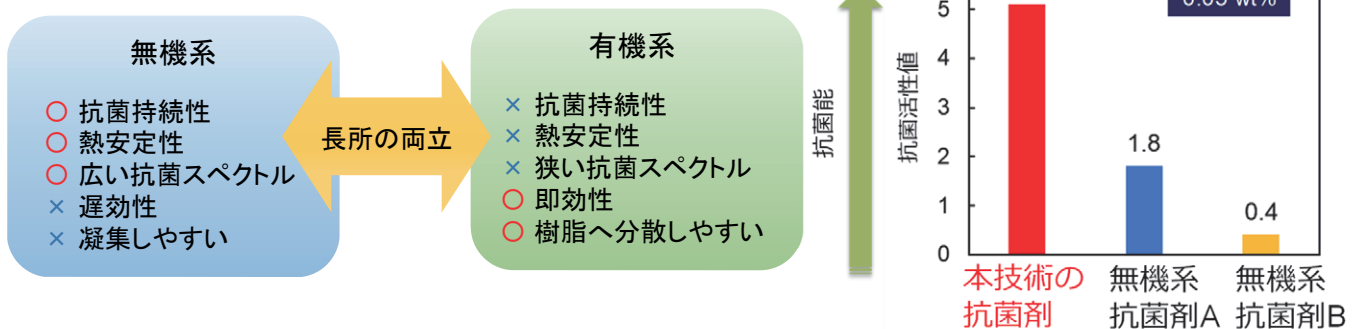 無機系
○ 抗菌持続性
○ 熱安定性
○ 広い抗菌スペクトル
× 遅効性
× 凝集しやすい
長所の両立
有機系
× 抗菌持続性
× 熱安定性
× 狭い抗菌スペクトル
○ 即効性
○ 樹脂へ分散しやすい
抗菌能
抗菌活性値
5
4
3
2
1
0
1.8
0.4
本技術の
抗菌剤
無機系
抗菌剤A
無機系
抗菌剤B